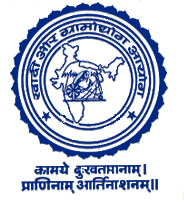 खादी और ग्रामोद्योग आयोग
कामये दुःखतप्तानाम्।
प्राणिनाम् आर्तिनाशनम्॥